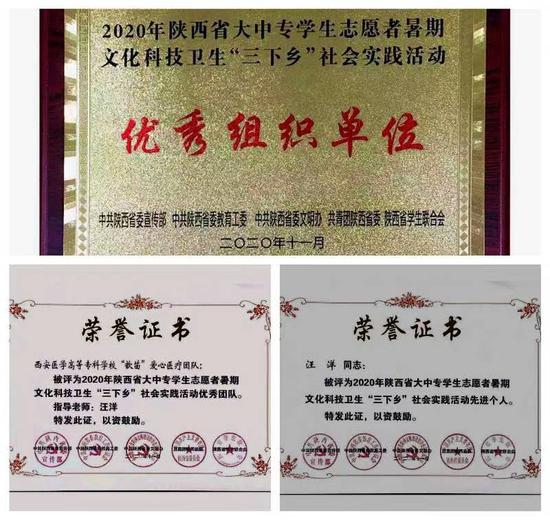 2020年陕西省大中专学生志愿者暑期
文化科技卫生“三下乡”社会实践活动
优秀组织单位
中共陕西省委宣传部 中共陕西省委教育工委 中共陕西省委文明办 共青团陕西省委 陕西省学生联合会
二〇二〇年十一月
荣誉证书
西安医学高等专科学校“歆苗”爱心医疗团队:
被评为2020年陕西省大中专学生志愿者暑期
文化科技卫生“三下乡”社会实践活动优秀团队。
指导老师:汪洋
特发此证,以资鼓励。
荣誉证书
汪 洋 同志:
被评为2020年陕西省大中专学生志愿者暑期
文化科技卫生“三下乡”社会实践活动先进个人。
特发此证,以资鼓励。